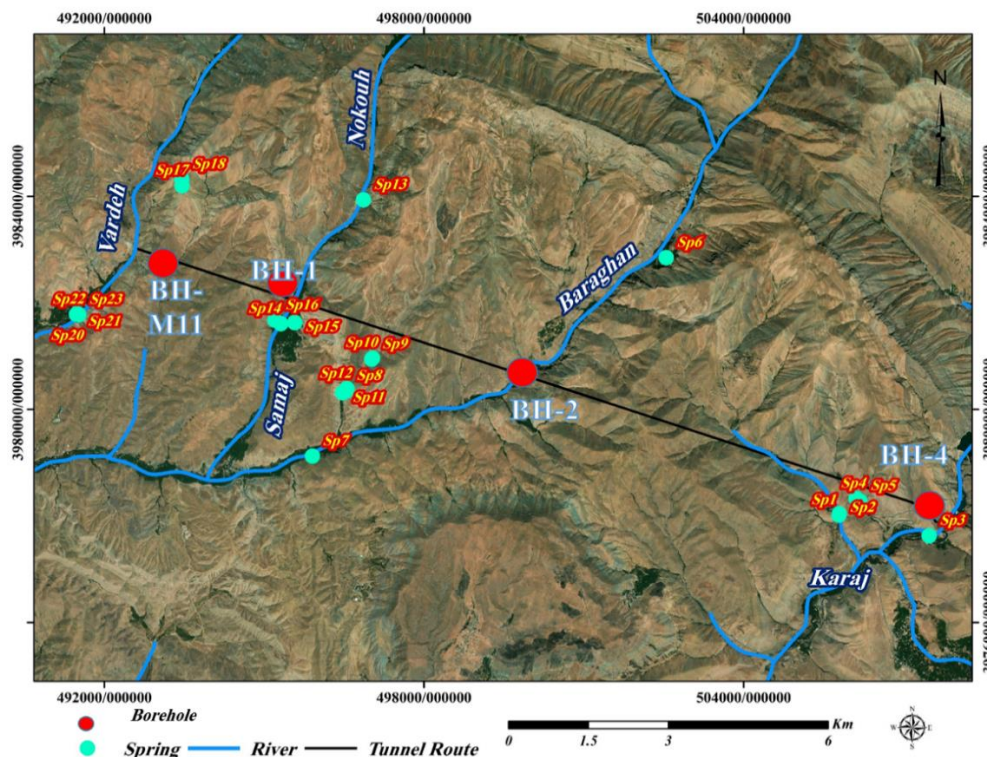 492000/000000 498000/000000 504000/000000
N
Nokouh
Sp17 Sp18
Sp13
3984000/000000
3984000/000000
Vardeh
Sp6
BH-1
Baraghan
BH-
M11
Sp22 Sp23
Sp21
Sp20
Sp14 Sp16
Sp15
Sp10 Sp9
Sp12 Sp8
Sp11
BH-2
3980000/000000
Samaj
Sp7
BH-4
Sp4 Sp5
Sp1 Sp2
Sp3
Karaj
492000/000000 498000/000000 504000/000000
Borehole
Spring River Tunnel Route
Km
0 1.5 3 6
N
W E
S